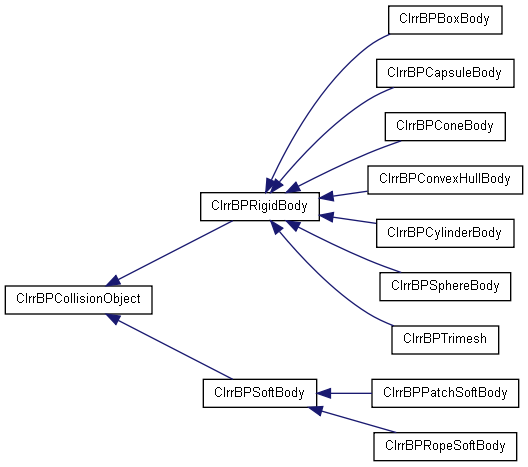 CIrrBPBoxBody
CIrrBPCapsuleBody
CIrrBPConeBody
CIrrBPConvexHullBody
CIrrBPRigidBody
CIrrBPCylinderBody
CIrrBPSphereBody
CIrrBPCollisionObject
CIrrBPTrimesh
CIrrBPSoftBody
CIrrBPPatchSoftBody
CIrrBPRopeSoftBody